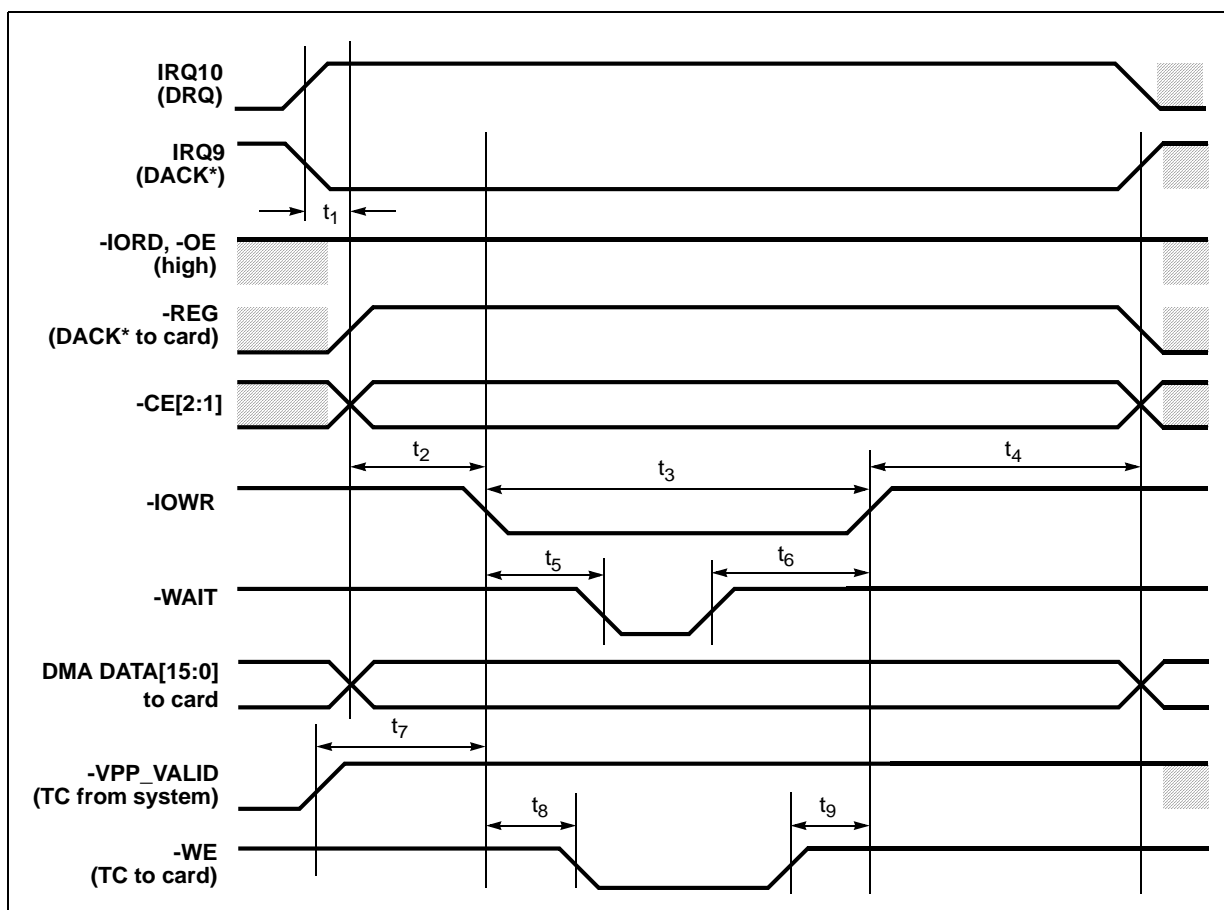 IRQ10
(DRQ)
IRQ9
(DACK*)
t1
-IORD, -OE
(high)
-REG
(DACK* to card)
-CE[2:1]
t2
t3
t4
-IOWR
t5
t6
-WAIT
DMA DATA[15:0]
to card
t7
-VPP_VALID
(TC from system)
t8
t9
-WE
(TC to card)